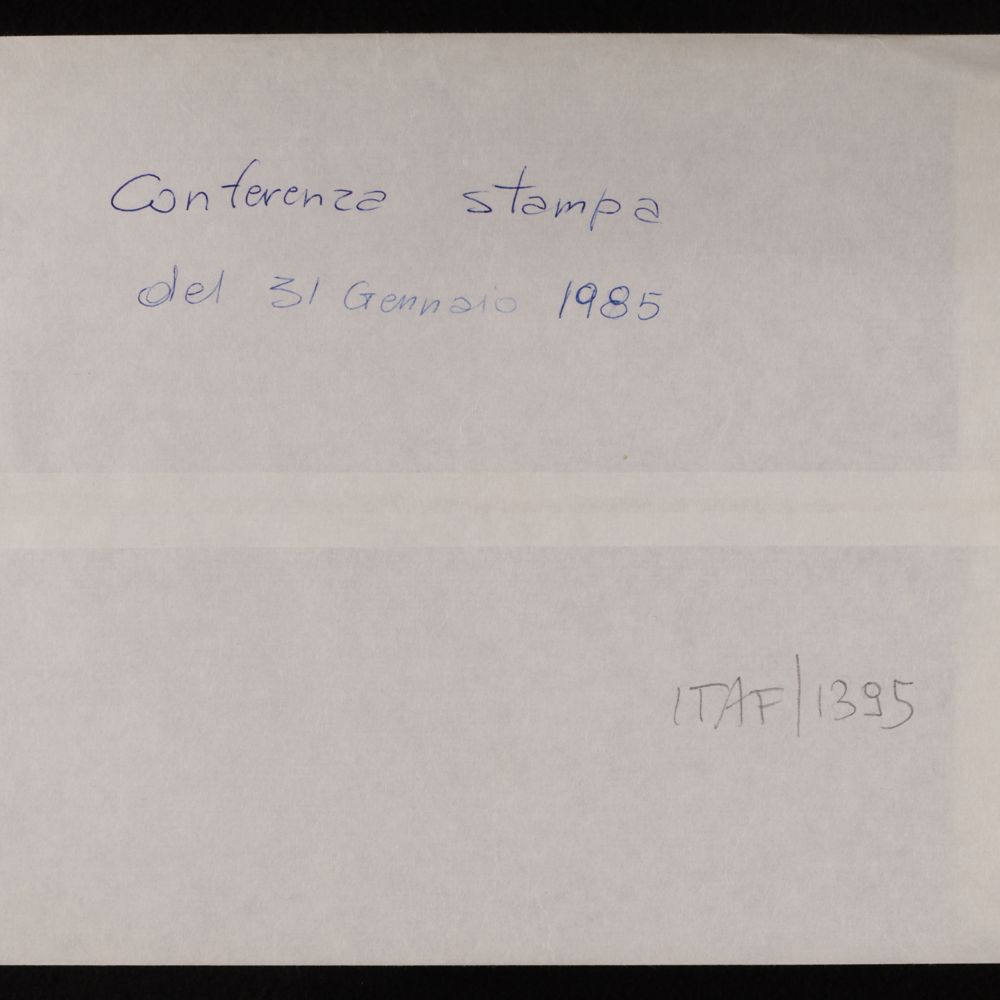 Conferenza stampa
del 31 Gennaio 1985
ITAF/1395